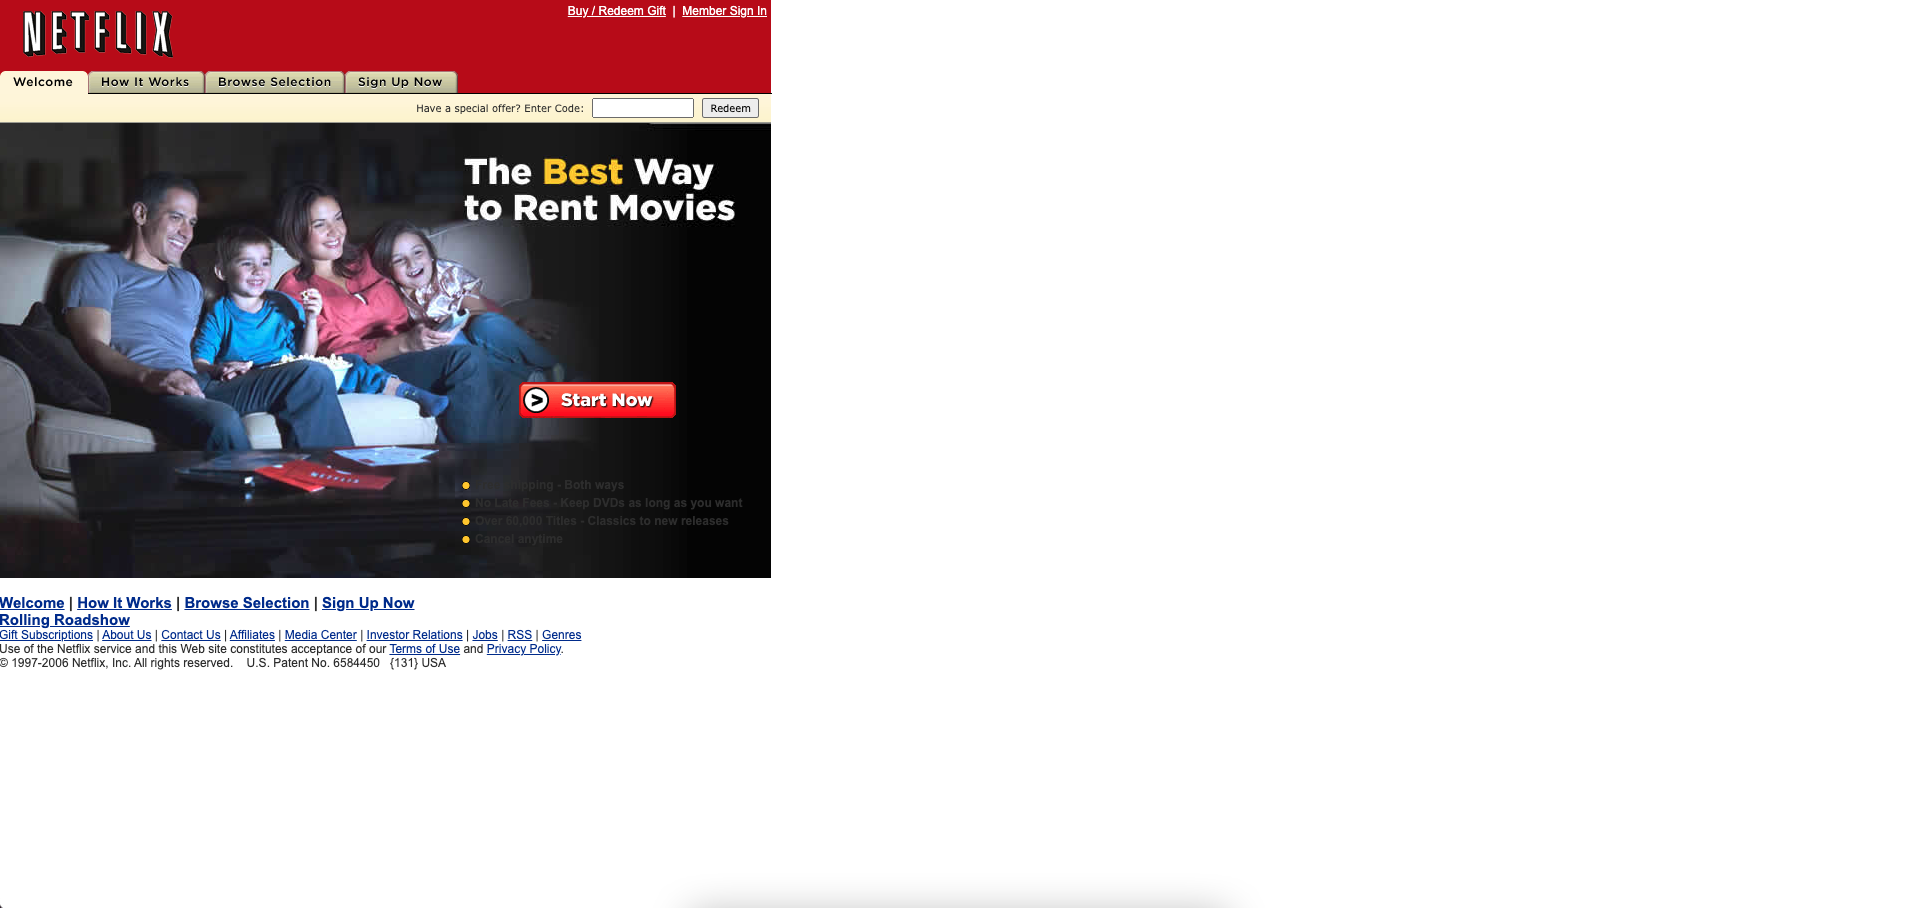 Buy / Redeem Gift | Member Sign In
NETFLIX
Welcome How It Works Browse Selection Sign Up Now
Have a special offer? Enter Code: Redeem
The Best Way
to Rent Movies
Start Now
NETFLIX
Shipping - Both ways
No Late Fees - Keep DVDs as long as you want
Over 60,000 Titles - Classics to new releases
Cancel anytime
Welcome | How It Works | Browse Selection | Sign Up Now
Rolling Roadshow
Gift Subscriptions | About Us | Contact Us | Affiliates | Media Center | Investor Relations | Jobs | RSS | Genres
Use of the Netflix service and this Web site constitutes acceptance of our Terms of Use and Privacy Policy.
© 1997-2006 Netflix, Inc. All rights reserved. U.S. Patent No. 6584450 {131} USA